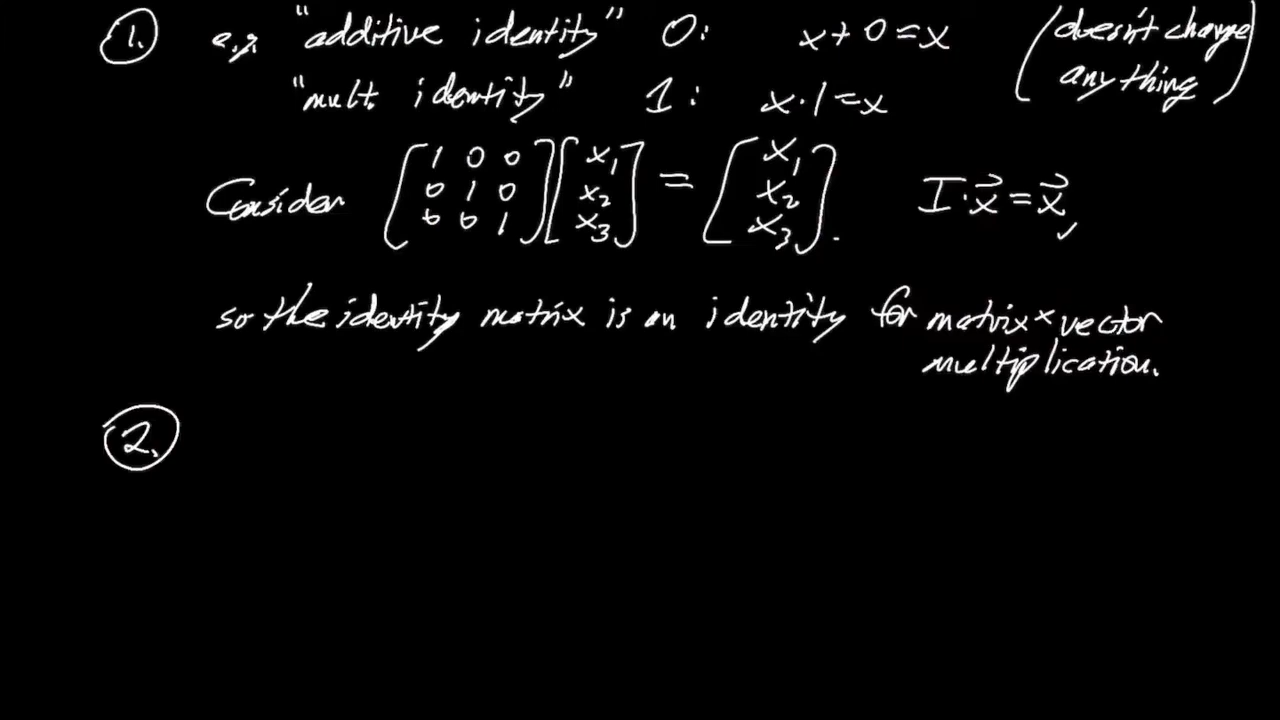 1. e.g. "additive identity" 0: x+0=x (doesn't change
"mult. identity" 1: x·1=x anything)
Consider [1 0 0; 0 1 0; 0 0 1] [x₁; x₂; x₃] = [x₁; x₂; x₃]. I·x⃗=x⃗ ✓
so the identity matrix is an identity for matrix × vector
multiplication.
2.